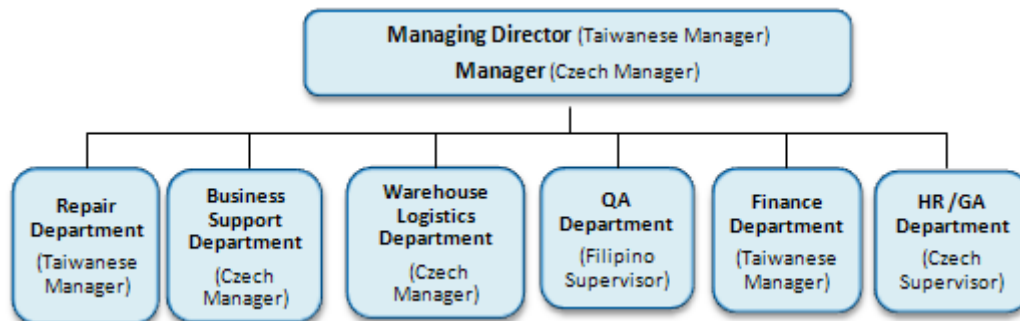 Managing Director (Taiwanese Manager)
Manager (Czech Manager)
Repair
Department
(Taiwanese
Manager)
Business
Support
Department
(Czech
Manager)
Warehouse
Logistics
Department
(Czech
Manager)
QA
Department
(Filipino
Supervisor)
Finance
Department
(Taiwanese
Manager)
HR /GA
Department
(Czech
Supervisor)